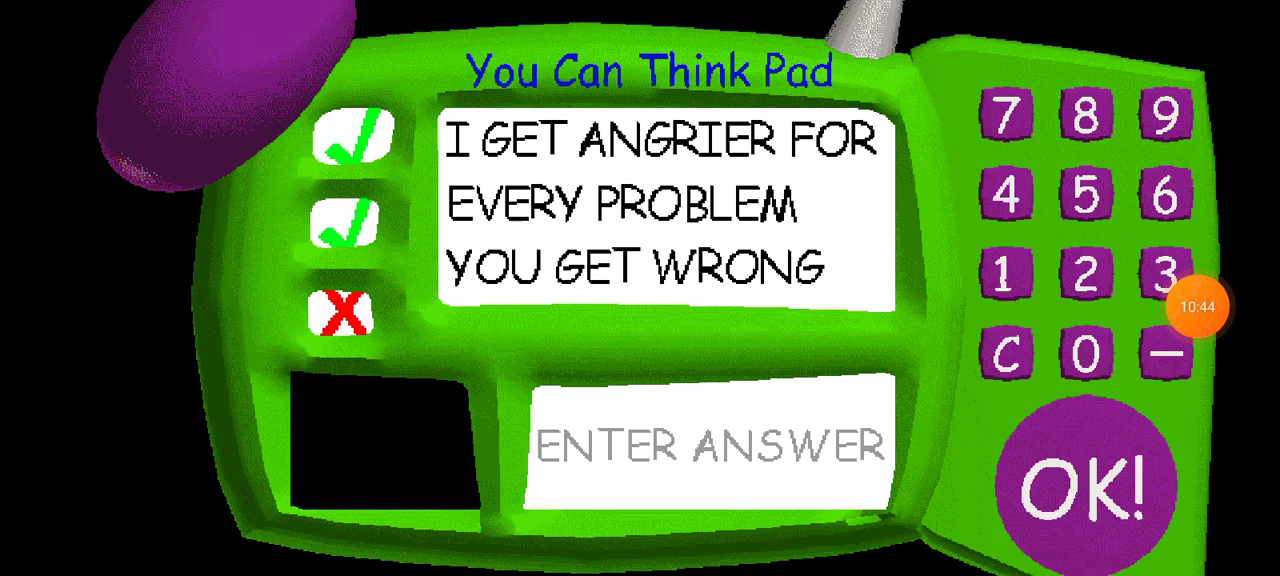 You Can Think Pad
I GET ANGRIER FOR
EVERY PROBLEM
YOU GET WRONG
ENTER ANSWER
7 8 9
4 5 6
1 2 3
10:44
C 0 —
OK!